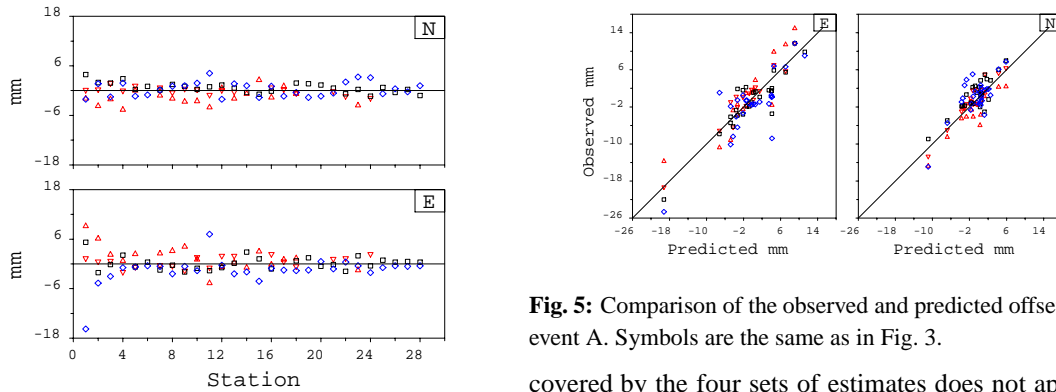 18
N
6
mm
-6
-18
18
E
6
mm
-6
-18
0 4 8 12 16 20 24 28
Station
14
E
N
6
Observed mm
-2
-10
-18
-26
-26 -18 -10 -2 6 14
-26 -18 -10 -2 6 14
Predicted mm
Predicted mm
Fig. 5: Comparison of the observed and predicted offse
event A. Symbols are the same as in Fig. 3.
covered by the four sets of estimates does not ap